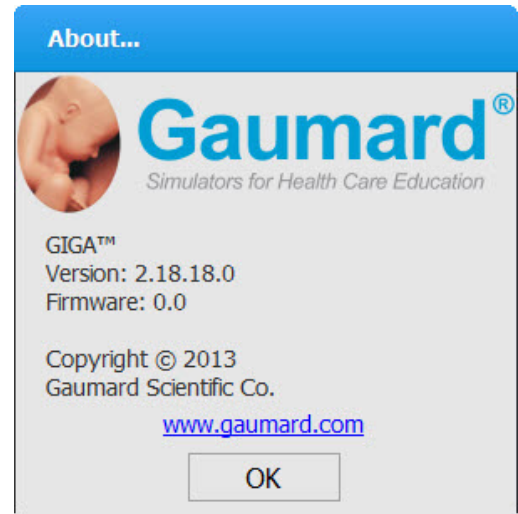 About...
Gaumard®
Simulators for Health Care Education
GIGA™
Version: 2.18.18.0
Firmware: 0.0
Copyright © 2013
Gaumard Scientific Co.
www.gaumard.com
OK